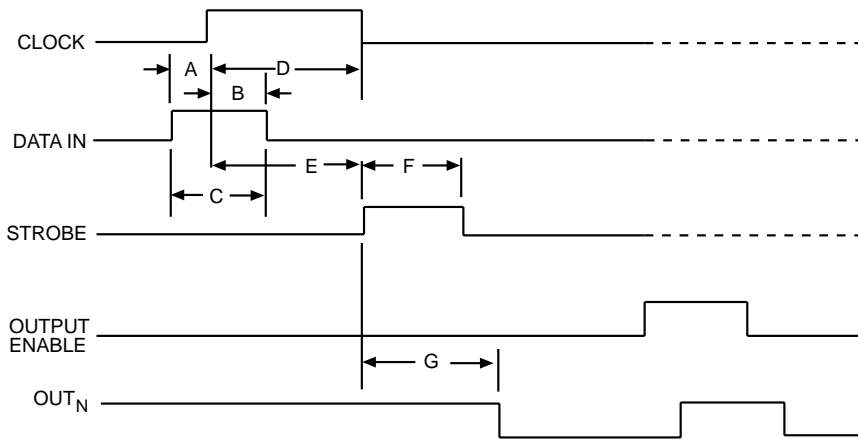 CLOCK
A
D
B
DATA IN
E
F
C
STROBE
OUTPUT
ENABLE
G
OUTN